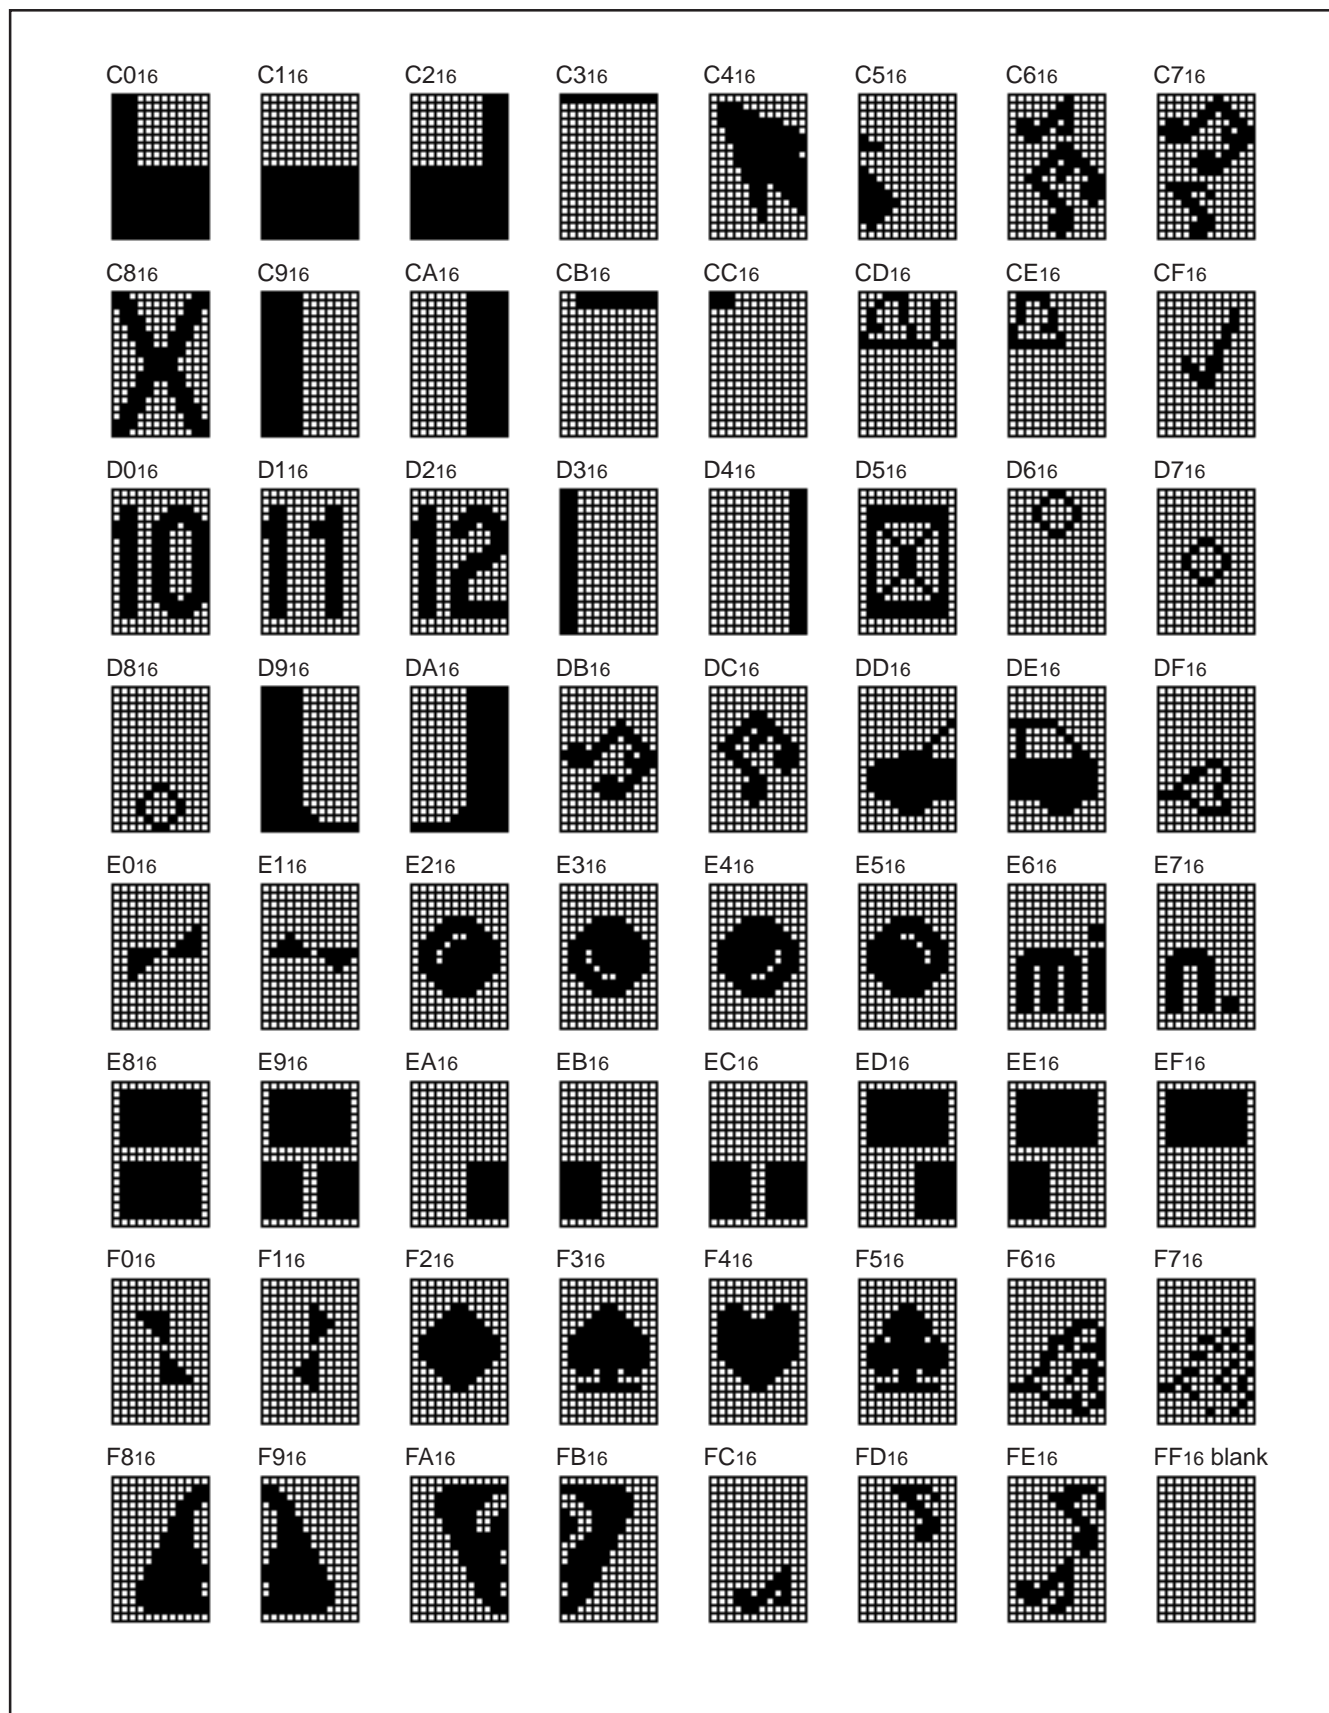 C016 C116 C216 C316 C416 C516 C616 C716
C816 C916 CA16 CB16 CC16 CD16 CE16 CF16
D016 D116 D216 D316 D416 D516 D616 D716
10 11 12
D816 D916 DA16 DB16 DC16 DD16 DE16 DF16
E016 E116 E216 E316 E416 E516 E616 E716
mi n.
E816 E916 EA16 EB16 EC16 ED16 EE16 EF16
F016 F116 F216 F316 F416 F516 F616 F716
F816 F916 FA16 FB16 FC16 FD16 FE16 FF16 blank